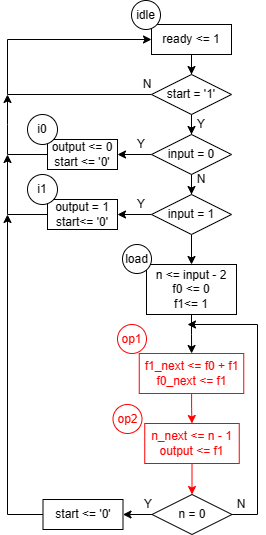 idle
ready <= 1
N
start = '1'
Y
i0
output <= 0
start <= '0'
Y
input = 0
N
i1
output = 1
start<= '0'
Y
input = 1
load
n <= input - 2
f0 <= 0
f1<= 1
op1
f1_next <= f0 + f1
f0_next <= f1
op2
n_next <= n - 1
output <= f1
start <= '0'
Y
n = 0
N